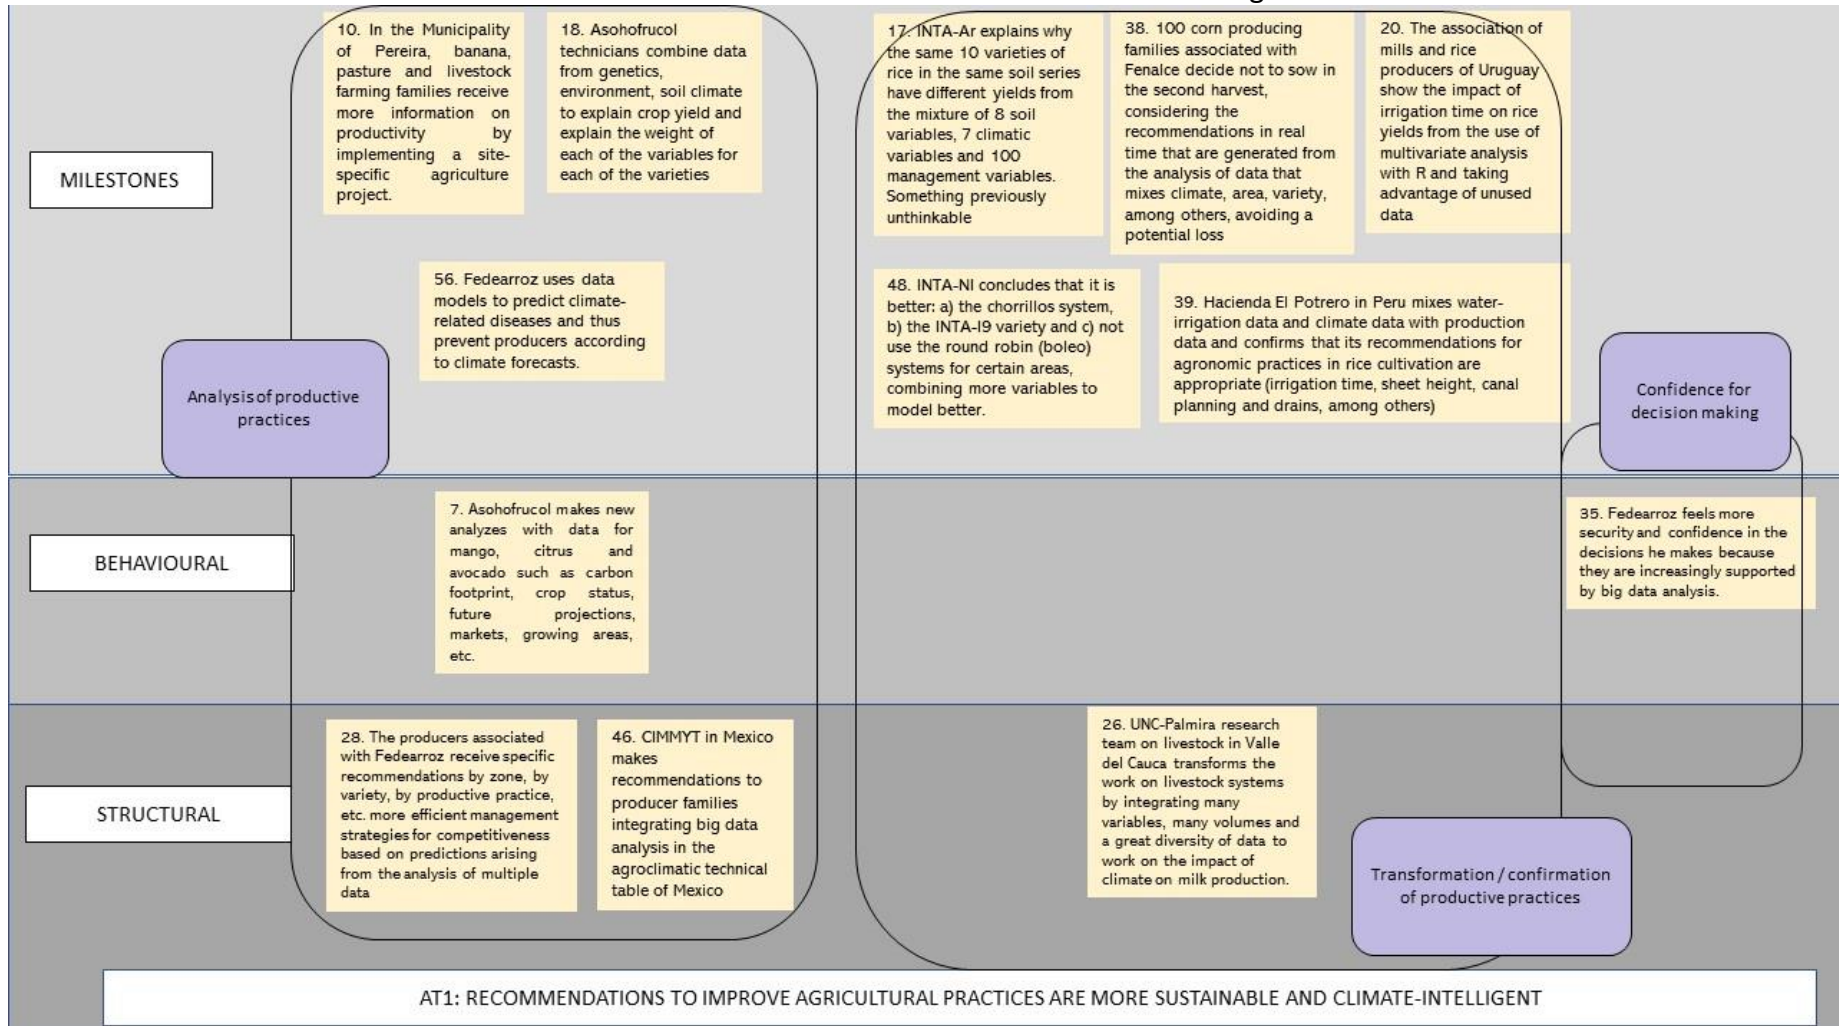 MILESTONES
10. In the Municipality
of Pereira, banana,
pasture and livestock
farming families receive
more information on
productivity by
implementing a site-
specific agriculture
project.
18. Asohofrucol
technicians combine data
from genetics,
environment, soil climate
to explain crop yield and
explain the weight of
each of the variables for
each of the varieties
17. INTA-Ar explains why
the same 10 varieties of
rice in the same soil series
have different yields from
the mixture of 8 soil
variables, 7 climatic
variables and 100
management variables.
Something previously
unthinkable
38. 100 corn producing
families associated with
Fenalce decide not to sow in
the second harvest,
considering the
recommendations in real
time that are generated from
the analysis of data that
mixes climate, area, variety,
among others, avoiding a
potential loss
20. The association of
mills and rice
producers of Uruguay
show the impact of
irrigation time on rice
yields from the use of
multivariate analysis
with R and taking
advantage of unused
data
56. Fedearroz uses data
models to predict climate-
related diseases and thus
prevent producers according
to climate forecasts.
48. INTA-NI concludes that it is
better: a) the chorrillos system,
b) the INTA-I9 variety and c) not
use the round robin (boleo)
systems for certain areas,
combining more variables to
model better.
39. Hacienda El Potrero in Peru mixes water-
irrigation data and climate data with production
data and confirms that its recommendations for
agronomic practices in rice cultivation are
appropriate (irrigation time, sheet height, canal
planning and drains, among others)
Analysis of productive
practices
Confidence for
decision making
BEHAVIOURAL
7. Asohofrucol makes new
analyzes with data for
mango, citrus and
avocado such as carbon
footprint, crop status,
future projections,
markets, growing areas,
etc.
35. Fedearroz feels more
security and confidence in the
decisions he makes because
they are increasingly supported
by big data analysis.
STRUCTURAL
28. The producers associated
with Fedearroz receive specific
recommendations by zone, by
variety, by productive practice,
etc. more efficient management
strategies for competitiveness
based on predictions arising
from the analysis of multiple
data
46. CIMMYT in Mexico
makes
recommendations to
producer families
integrating big data
analysis in the
agroclimatic technical
table of Mexico
26. UNC-Palmira research
team on livestock in Valle
del Cauca transforms the
work on livestock systems
by integrating many
variables, many volumes and
a great diversity of data to
work on the impact of
climate on milk production.
Transformation / confirmation
of productive practices
AT1: RECOMMENDATIONS TO IMPROVE AGRICULTURAL PRACTICES ARE MORE SUSTAINABLE AND CLIMATE-INTELLIGENT